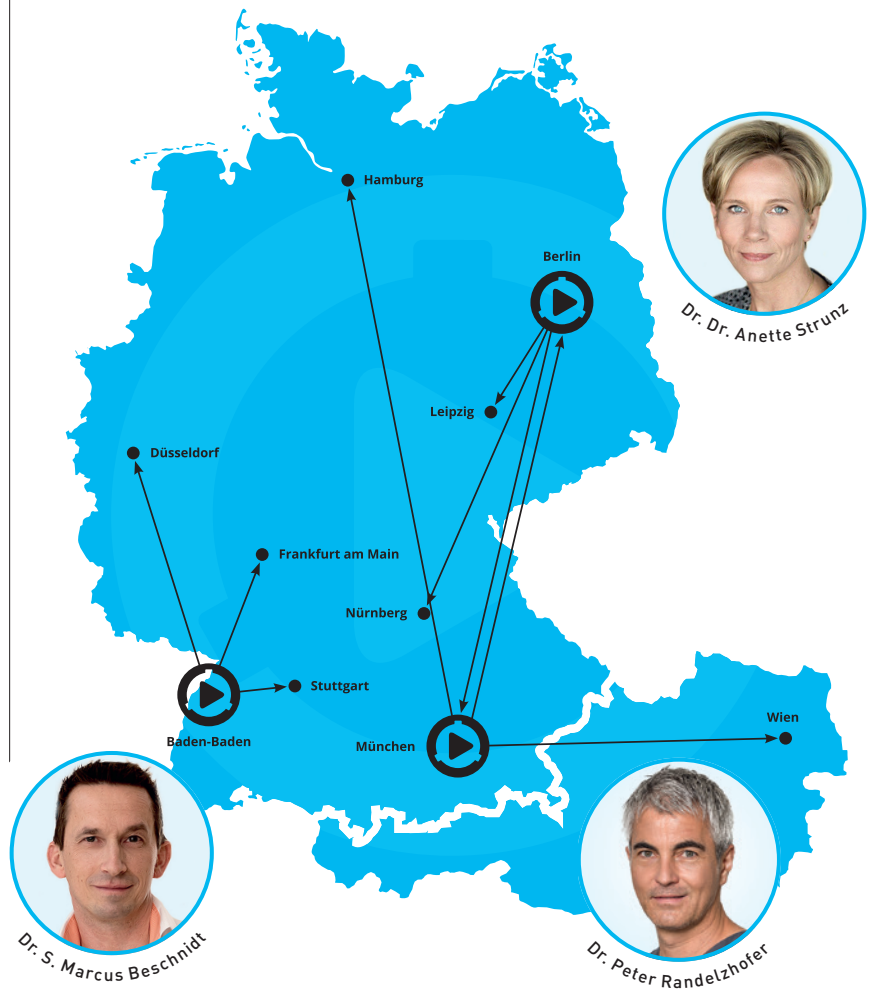 Hamburg
Berlin
Dr. Dr. Anette Strunz
Leipzig
Düsseldorf
Frankfurt am Main
Nürnberg
Stuttgart
Baden-Baden
München
Wien
Dr. S. Marcus Beschnidt
Dr. Peter Randelzhofer